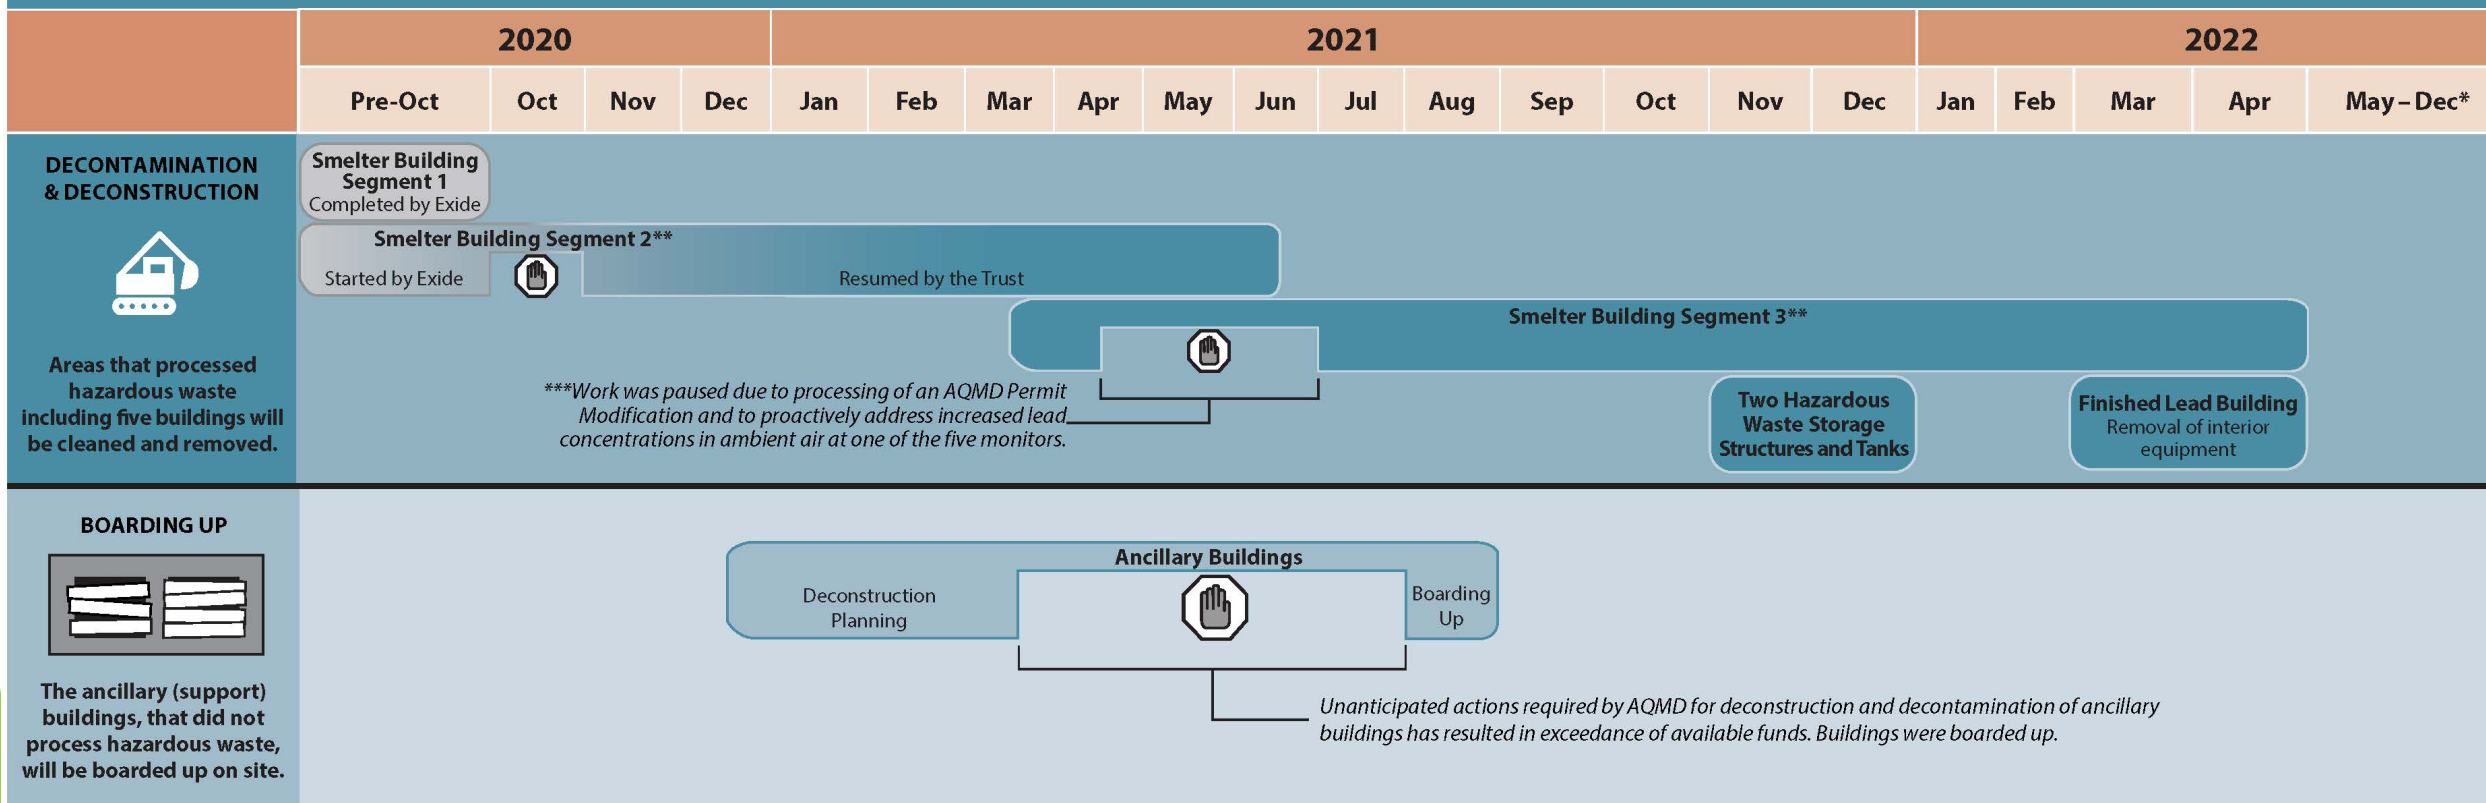 2020
2021
2022
Pre-Oct
Oct
Nov
Dec
Jan
Feb
Mar
Apr
May
Jun
Jul
Aug
Sep
Oct
Nov
Dec
Jan
Feb
Mar
Apr
May – Dec*
DECONTAMINATION
& DECONSTRUCTION
Areas that processed
hazardous waste
including five buildings will
be cleaned and removed.
Smelter Building
Segment 1
Completed by Exide
Smelter Building Segment 2**
Started by Exide
Resumed by the Trust
Smelter Building Segment 3**
***Work was paused due to processing of an AQMD Permit
Modification and to proactively address increased lead
concentrations in ambient air at one of the five monitors.
Two Hazardous
Waste Storage
Structures and Tanks
Finished Lead Building
Removal of interior
equipment
BOARDING UP
The ancillary (support)
buildings, that did not
process hazardous waste,
will be boarded up on site.
Ancillary Buildings
Deconstruction
Planning
Boarding
Up
Unanticipated actions required by AQMD for deconstruction and decontamination of ancillary
buildings has resulted in exceedance of available funds. Buildings were boarded up.